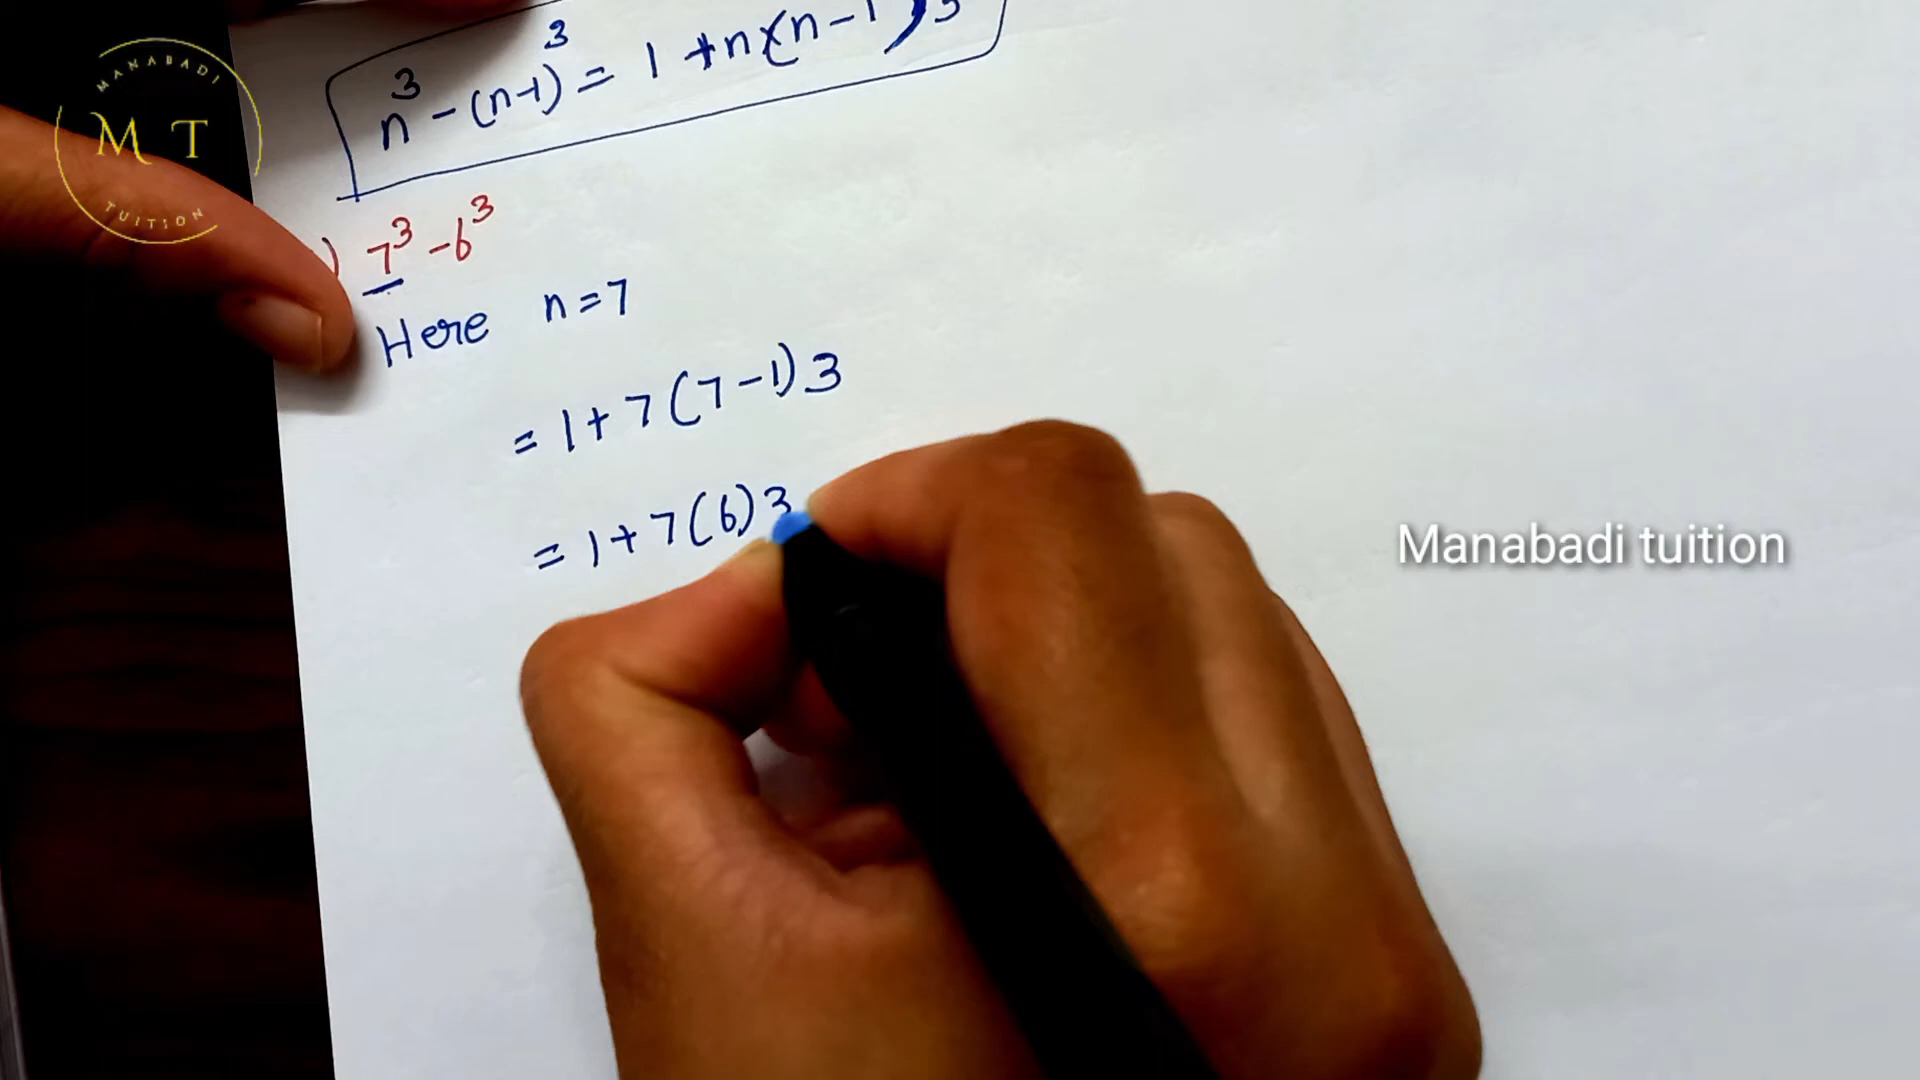 MANABADI
M T
TUITION
n³ - (n-1)³ = 1 + n×(n-1)3
) 7³ - 6³
Here n = 7
= 1 + 7 (7-1) 3
= 1 + 7 (6) 3
Manabadi tuition